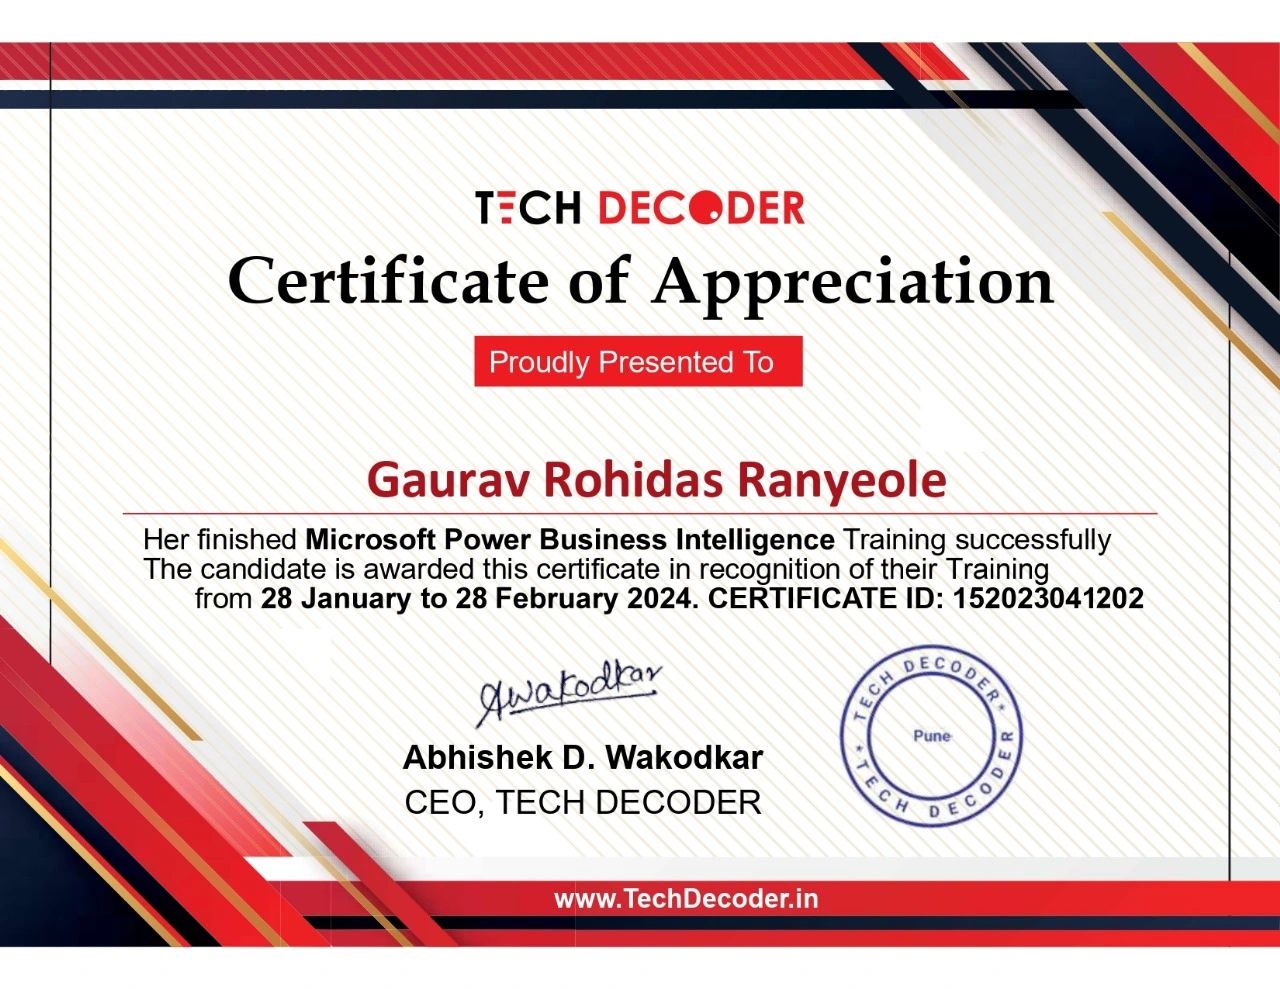 TECH DECODER
Certificate of Appreciation
Proudly Presented To
Gaurav Rohidas Ranyeole
Her finished Microsoft Power Business Intelligence Training successfully
The candidate is awarded this certificate in recognition of their Training
from 28 January to 28 February 2024. CERTIFICATE ID: 152023041202
Awakodkar
Abhishek D. Wakodkar
CEO, TECH DECODER
* TECH DECODER *
Pune
TECH DECODER
www.TechDecoder.in